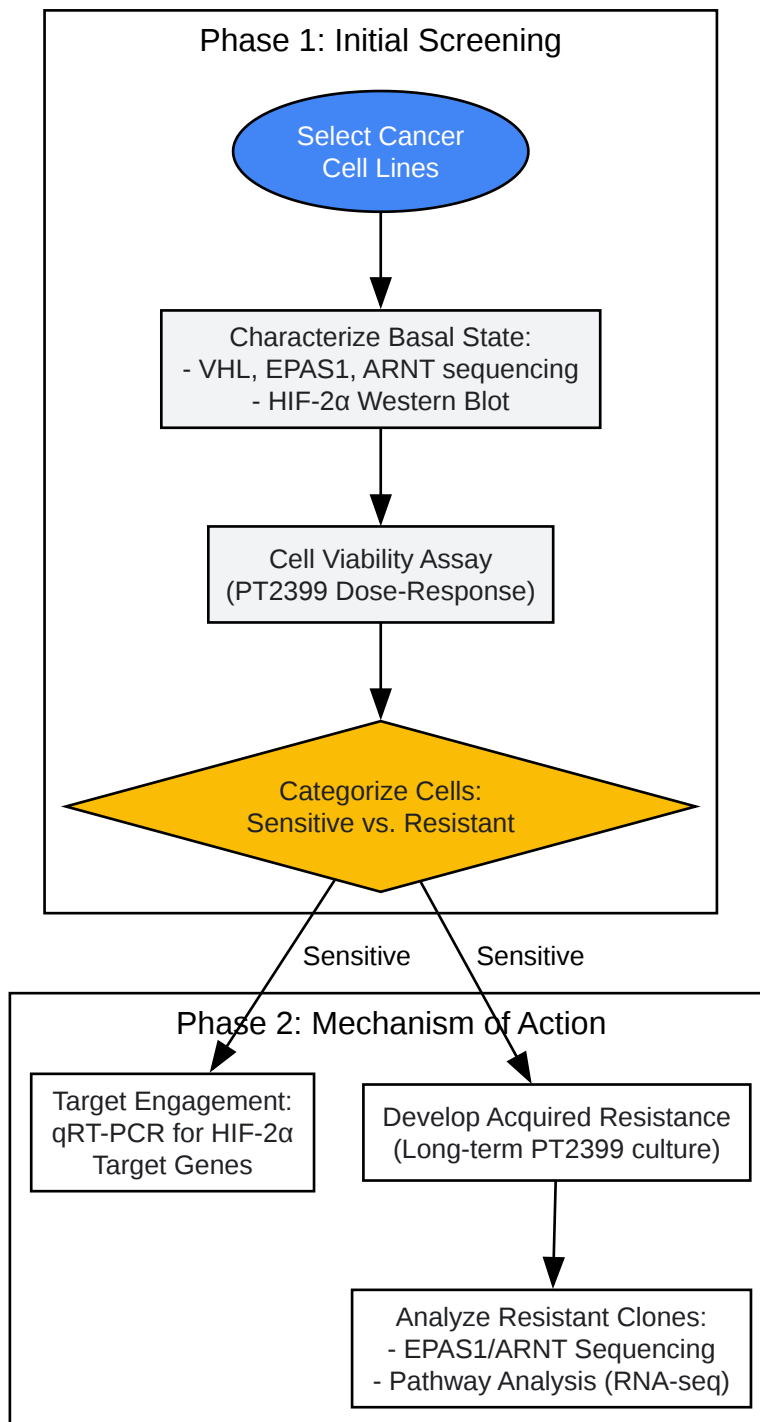 Phase 1: Initial Screening
Select Cancer
Cell Lines
Characterize Basal State:
- VHL, EPAS1, ARNT sequencing
- HIF-2α Western Blot
Cell Viability Assay
(PT2399 Dose-Response)
Categorize Cells:
Sensitive vs. Resistant
Sensitive
Sensitive
Phase 2: Mechanism of Action
Target Engagement:
qRT-PCR for HIF-2α
Target Genes
Develop Acquired Resistance
(Long-term PT2399 culture)
Analyze Resistant Clones:
- EPAS1/ARNT Sequencing
- Pathway Analysis (RNA-seq)